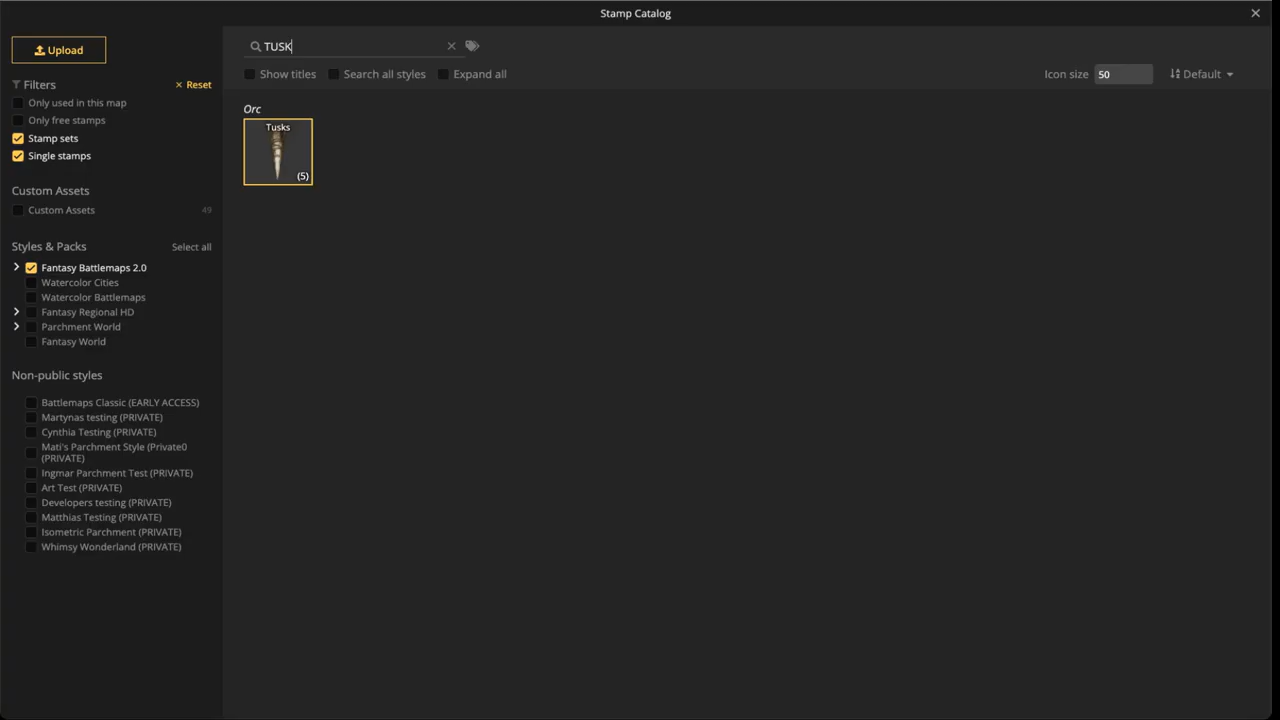 Stamp Catalog
Upload
TUSK
Filters
Reset
Show titles
Search all styles
Expand all
Icon size
50
Default
Only used in this map
Only free stamps
Stamp sets
Single stamps
Orc
Tusks
(5)
Custom Assets
Custom Assets
49
Styles & Packs
Select all
Fantasy Battlemaps 2.0
Watercolor Cities
Watercolor Battlemaps
Fantasy Regional HD
Parchment World
Fantasy World
Non-public styles
Battlemaps Classic (EARLY ACCESS)
Martynas testing (PRIVATE)
Cynthia Testing (PRIVATE)
Mati's Parchment Style (Private0
(PRIVATE)
Ingmar Parchment Test (PRIVATE)
Art Test (PRIVATE)
Developers testing (PRIVATE)
Matthias Testing (PRIVATE)
Isometric Parchment (PRIVATE)
Whimsy Wonderland (PRIVATE)